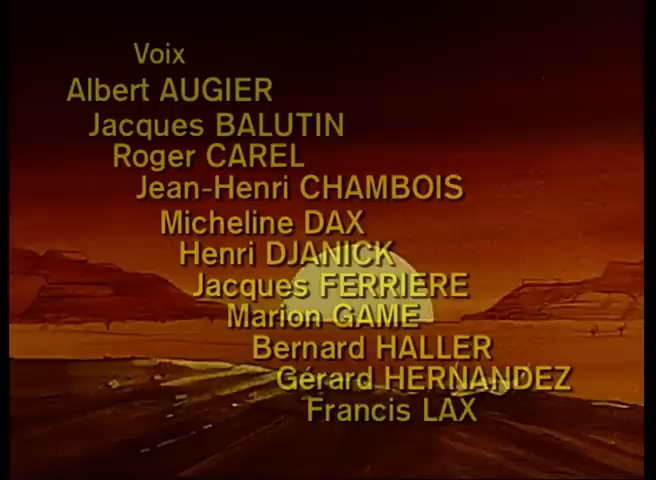 Voix
Albert AUGIER
Jacques BALUTIN
Roger CAREL
Jean-Henri CHAMBOIS
Micheline DAX
Henri DJANICK
Jacques FERRIERE
Marion GAME
Bernard HALLER
Gérard HERNANDEZ
Francis LAX